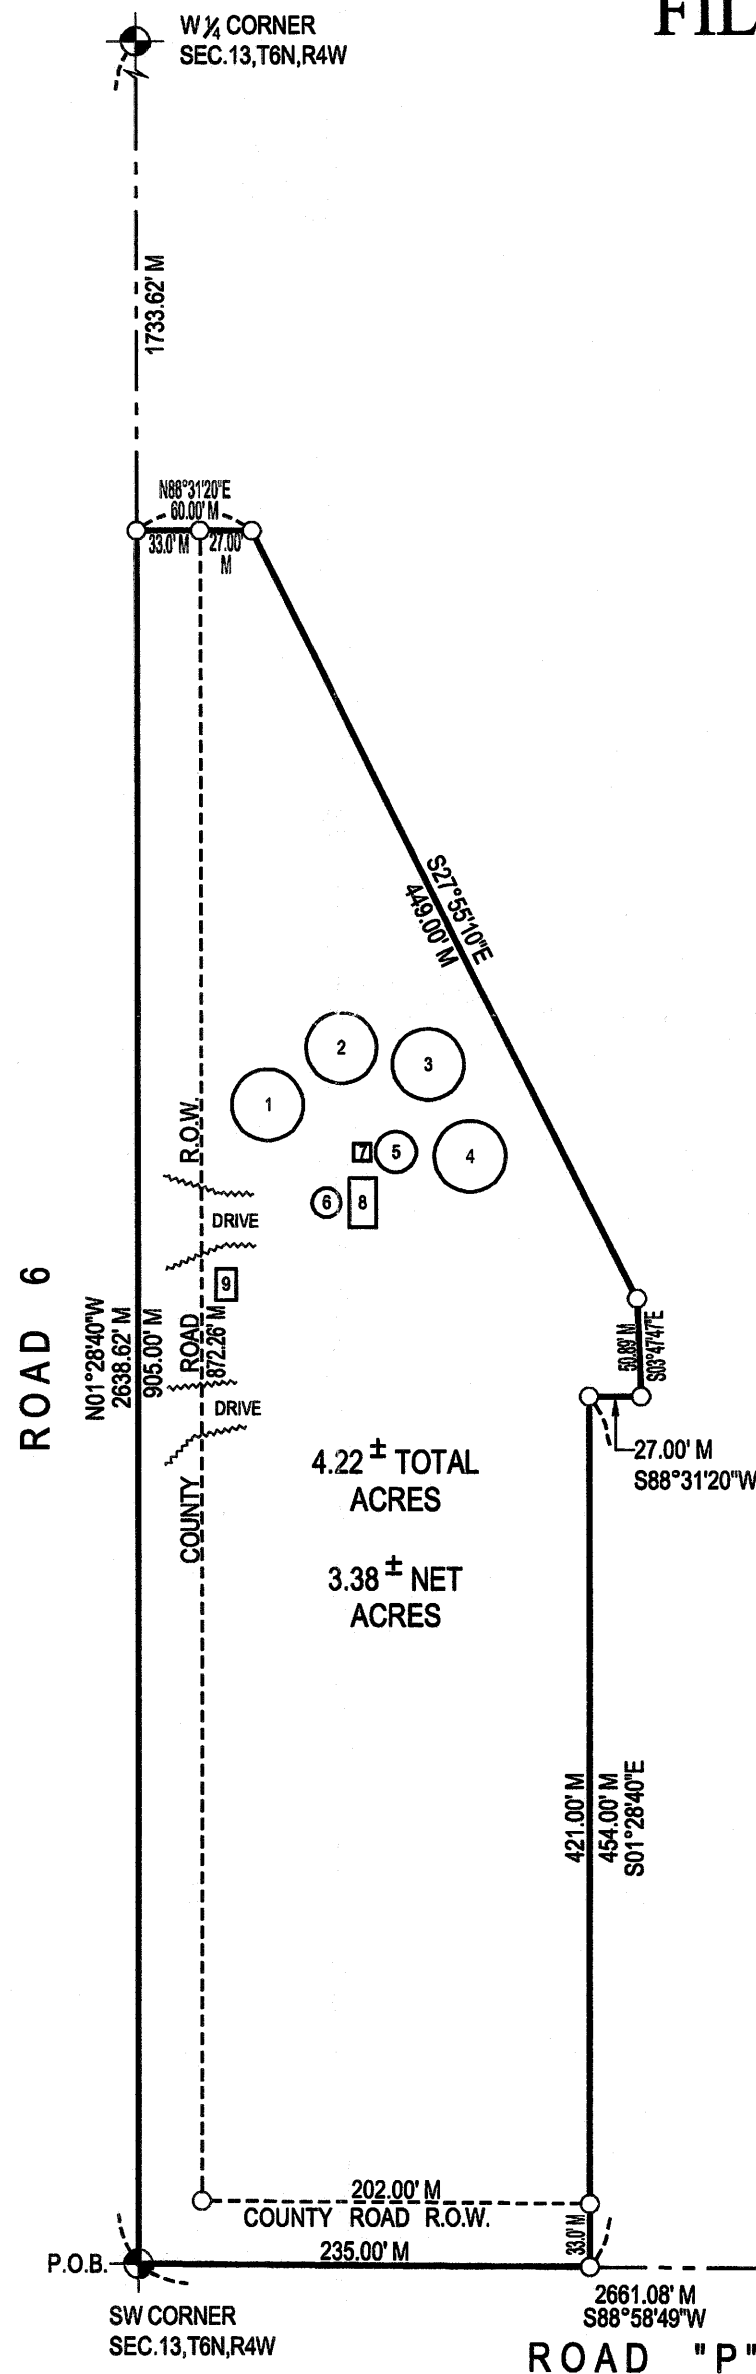 FIL
W ¼ CORNER
SEC.13,T6N,R4W
1733.62' M
N88°31'20"E
60.00' M
33.0' M
27.00'
M
S27°55'10"E
449.00' M
2
3
1
R.O.W.
7
5
4
6
8
DRIVE
9
ROAD 6
N01°28'40"W
2638.62' M
905.00' M
ROAD
872.26' M
50.89' M
S03°47'47"E
DRIVE
27.00' M
S88°31'20"W
4.22 ± TOTAL
ACRES
COUNTY
3.38 ± NET
ACRES
421.00' M
454.00' M
S01°28'40"E
202.00' M
COUNTY ROAD R.O.W.
33.0' M
235.00' M
P.O.B.
2661.08' M
S88°58'49"W
SW CORNER
SEC.13,T6N,R4W
ROAD "P"